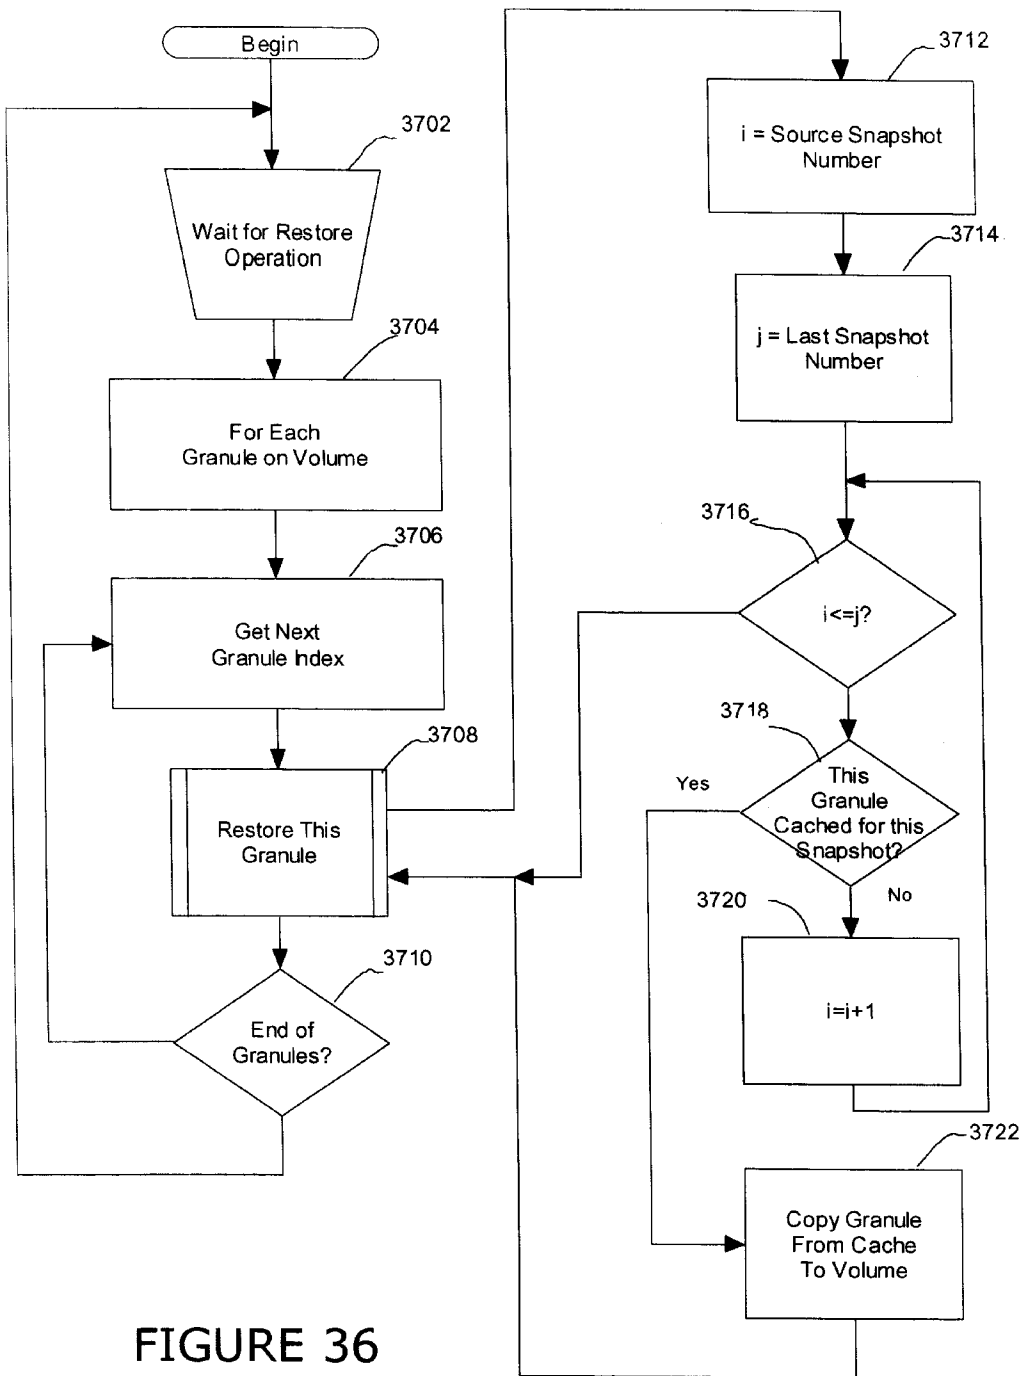 Begin
3702
Wait for Restore
Operation
3704
For Each
Granule on Volume
3706
Get Next
Granule Index
3708
Restore This
Granule
3710
End of
Granules?
3712
i = Source Snapshot
Number
3714
j = Last Snapshot
Number
3716
i<=j?
3718
This
Granule
Cached for this
Snapshot?
Yes
No
3720
i=i+1
3722
Copy Granule
From Cache
To Volume
FIGURE 36